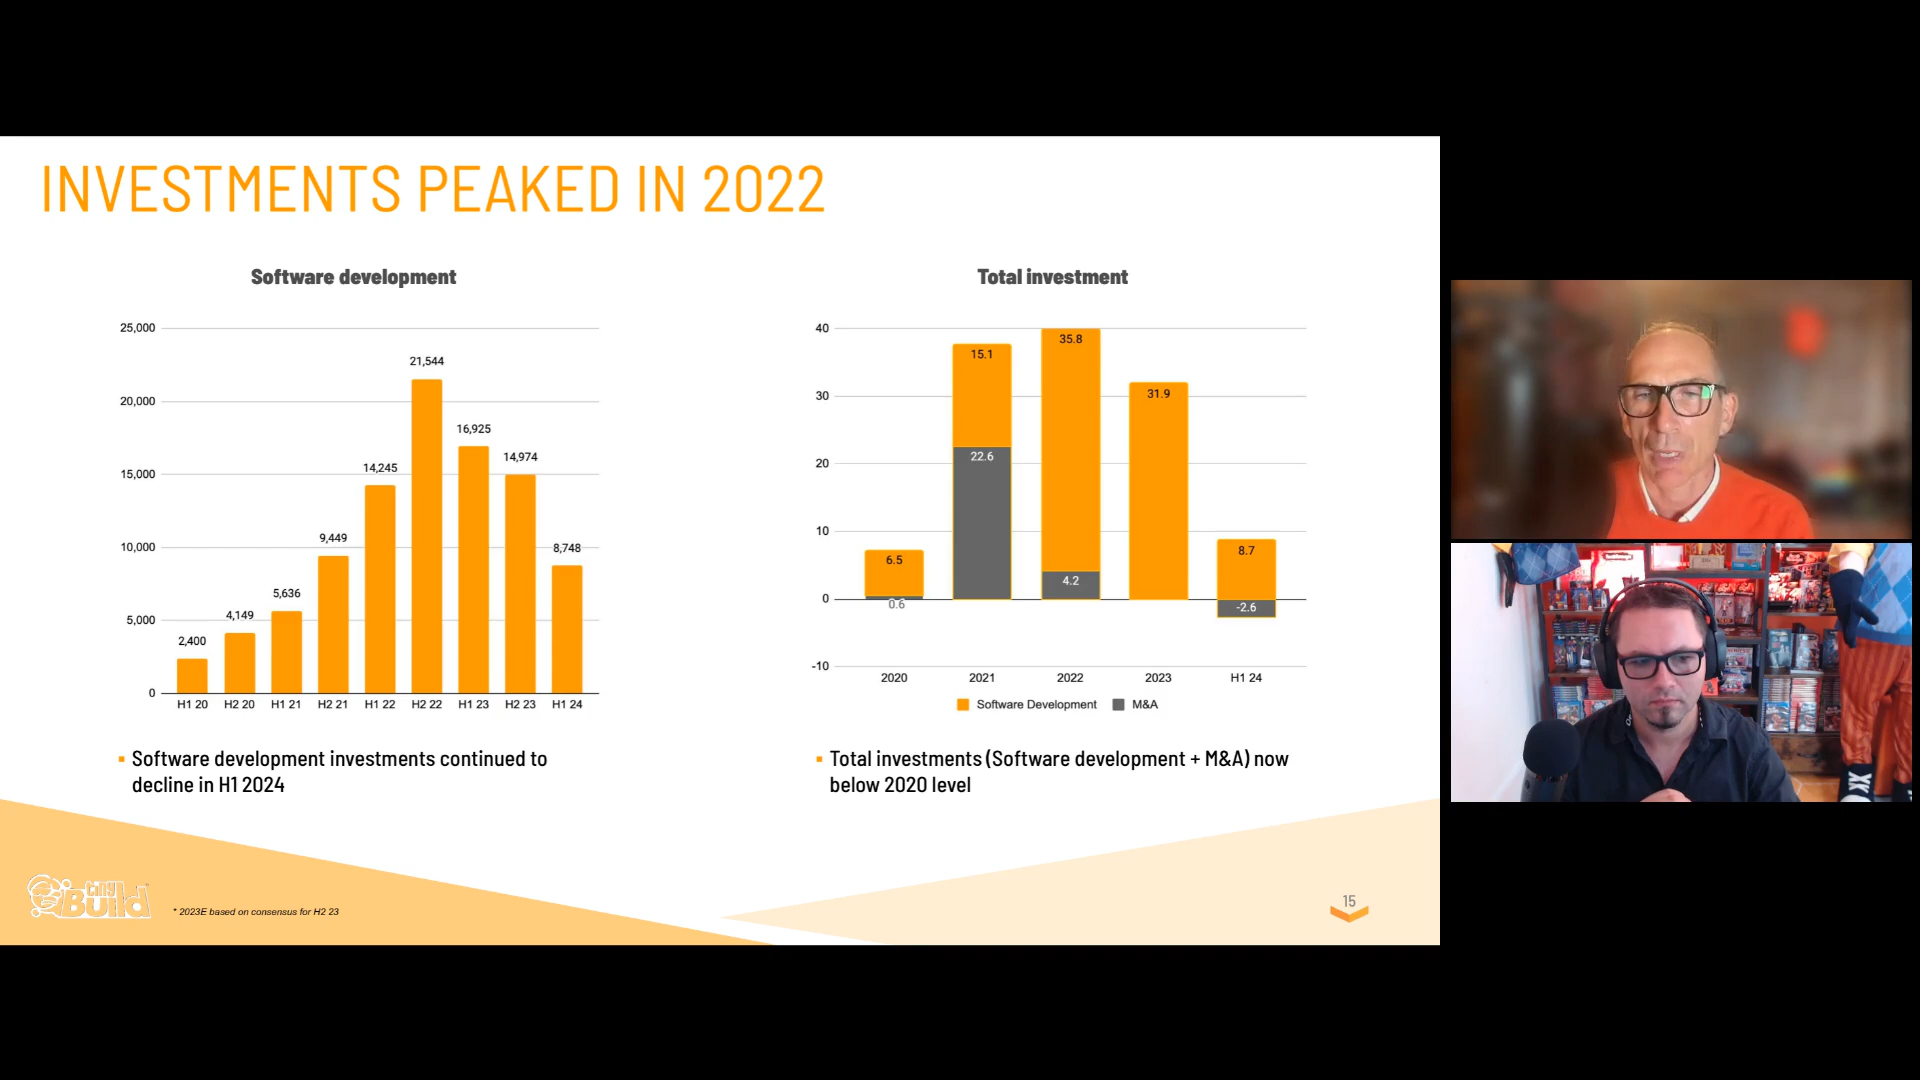 INVESTMENTS PEAKED IN 2022
Software development
25,000
20,000
15,000
10,000
5,000
0
2,400
4,149
5,636
9,449
14,245
21,544
16,925
14,974
8,748
H1 20 H2 20 H1 21 H2 21 H1 22 H2 22 H1 23 H2 23 H1 24
Software development investments continued to
decline in H1 2024
Total investment
40
30
20
10
0
-10
6.5
0.6
15.1
22.6
35.8
4.2
31.9
8.7
-2.6
2020 2021 2022 2023 H1 24
Software Development M&A
Total investments (Software development + M&A) now
below 2020 level
tiny
Build
* 2023E based on consensus for H2 23
15